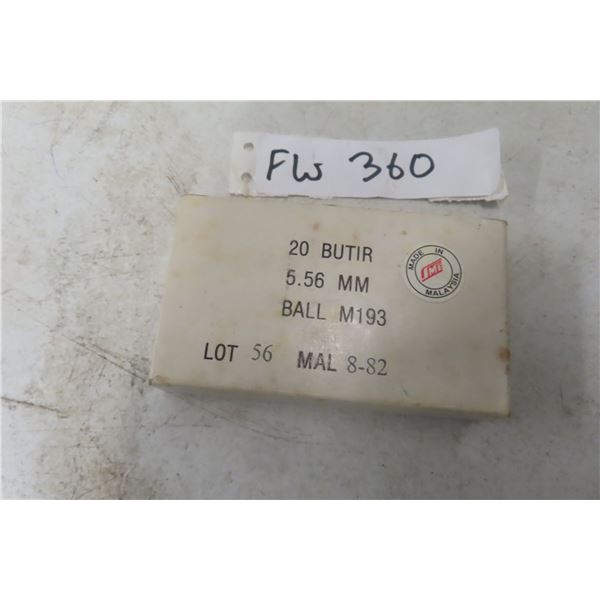 FW 360
20 BUTIR
5.56 MM
BALL M193
LOT 56 MAL 8-82
MADE IN
SME
MALAYSIA